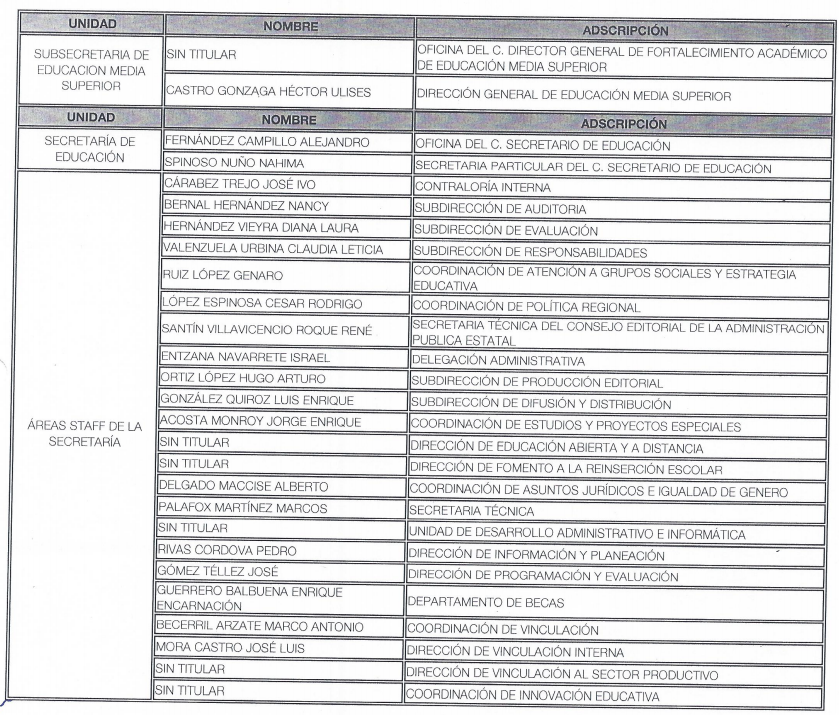 UNIDAD NOMBRE ADSCRIPCIÓN
SUBSECRETARIA DE EDUCACION MEDIA SUPERIOR
SIN TITULAR OFICINA DEL C. DIRECTOR GENERAL DE FORTALECIMIENTO ACADÉMICO
DE EDUCACIÓN MEDIA SUPERIOR
CASTRO GONZAGA HÉCTOR ULISES DIRECCIÓN GENERAL DE EDUCACIÓN MEDIA SUPERIOR
UNIDAD NOMBRE ADSCRIPCIÓN
SECRETARÍA DE EDUCACIÓN
FERNÁNDEZ CAMPILLO ALEJANDRO OFICINA DEL C. SECRETARIO DE EDUCACIÓN
SPINOSO NUÑO NAHIMA SECRETARIA PARTICULAR DEL C. SECRETARIO DE EDUCACIÓN
ÁREAS STAFF DE LA SECRETARÍA
CÁRABEZ TREJO JOSÉ IVO CONTRALORÍA INTERNA
BERNAL HERNÁNDEZ NANCY SUBDIRECCIÓN DE AUDITORIA
HERNÁNDEZ VIEYRA DIANA LAURA SUBDIRECCIÓN DE EVALUACIÓN
VALENZUELA URBINA CLAUDIA LETICIA SUBDIRECCIÓN DE RESPONSABILIDADES
RUIZ LÓPEZ GENARO COORDINACIÓN DE ATENCIÓN A GRUPOS SOCIALES Y ESTRATEGIA
EDUCATIVA
LÓPEZ ESPINOSA CESAR RODRIGO COORDINACIÓN DE POLÍTICA REGIONAL
SANTÍN VILLAVICENCIO ROQUE RENÉ SECRETARIA TÉCNICA DEL CONSEJO EDITORIAL DE LA ADMINISTRACIÓN
PUBLICA ESTATAL
ENTZANA NAVARRETE ISRAEL DELEGACIÓN ADMINISTRATIVA
ORTIZ LÓPEZ HUGO ARTURO SUBDIRECCIÓN DE PRODUCCIÓN EDITORIAL
GONZÁLEZ QUIROZ LUIS ENRIQUE SUBDIRECCIÓN DE DIFUSIÓN Y DISTRIBUCIÓN
ACOSTA MONROY JORGE ENRIQUE COORDINACIÓN DE ESTUDIOS Y PROYECTOS ESPECIALES
SIN TITULAR DIRECCIÓN DE EDUCACIÓN ABIERTA Y A DISTANCIA
SIN TITULAR DIRECCIÓN DE FOMENTO A LA REINSERCIÓN ESCOLAR
DELGADO MACCISE ALBERTO COORDINACIÓN DE ASUNTOS JURÍDICOS E IGUALDAD DE GENERO
PALAFOX MARTÍNEZ MARCOS SECRETARIA TÉCNICA
SIN TITULAR UNIDAD DE DESARROLLO ADMINISTRATIVO E INFORMÁTICA
RIVAS CORDOVA PEDRO DIRECCIÓN DE INFORMACIÓN Y PLANEACIÓN
GÓMEZ TÉLLEZ JOSÉ DIRECCIÓN DE PROGRAMACIÓN Y EVALUACIÓN
GUERRERO BALBUENA ENRIQUE
ENCARNACIÓN DEPARTAMENTO DE BECAS
BECERRIL ARZATE MARCO ANTONIO COORDINACIÓN DE VINCULACIÓN
MORA CASTRO JOSÉ LUIS DIRECCIÓN DE VINCULACIÓN INTERNA
SIN TITULAR DIRECCIÓN DE VINCULACIÓN AL SECTOR PRODUCTIVO
SIN TITULAR COORDINACIÓN DE INNOVACIÓN EDUCATIVA